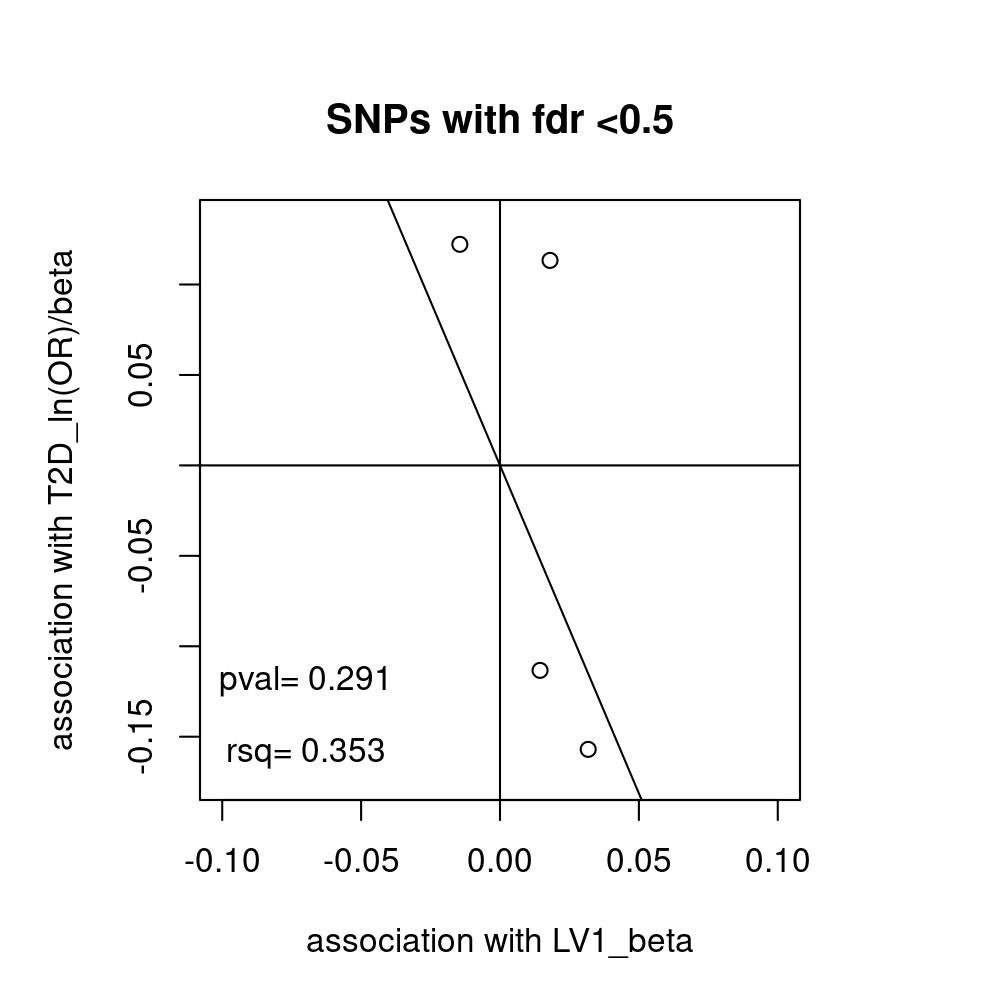 SNPs with fdr <0.5
association with T2D_ln(OR)/beta
0.05
-0.05
-0.15
pval= 0.291
rsq= 0.353
-0.10 -0.05 0.00 0.05 0.10
association with LV1_beta